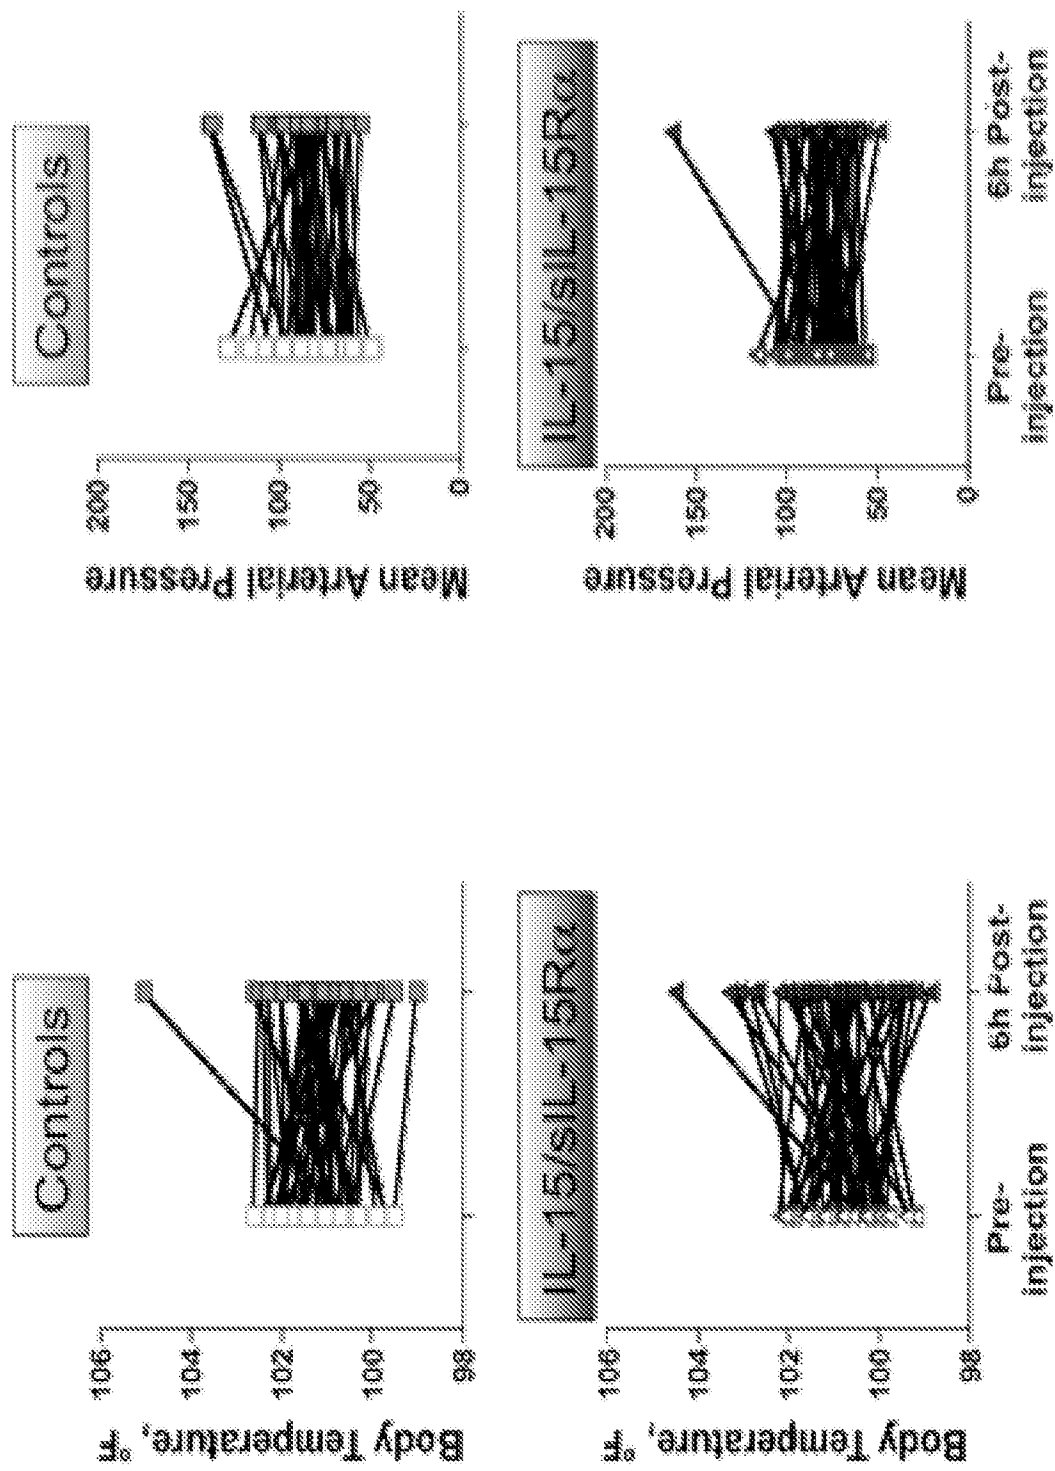 Controls
Body Temperature, °F
106
104
102
100
98
Controls
Mean Arterial Pressure
200
150
100
50
0
IL-15/sIL-15Rα
Body Temperature, °F
106
104
102
100
98
Pre-
injection
6h Post-
injection
IL-15/sIL-15Rα
Mean Arterial Pressure
200
150
100
50
0
Pre-
injection
6h Post-
injection